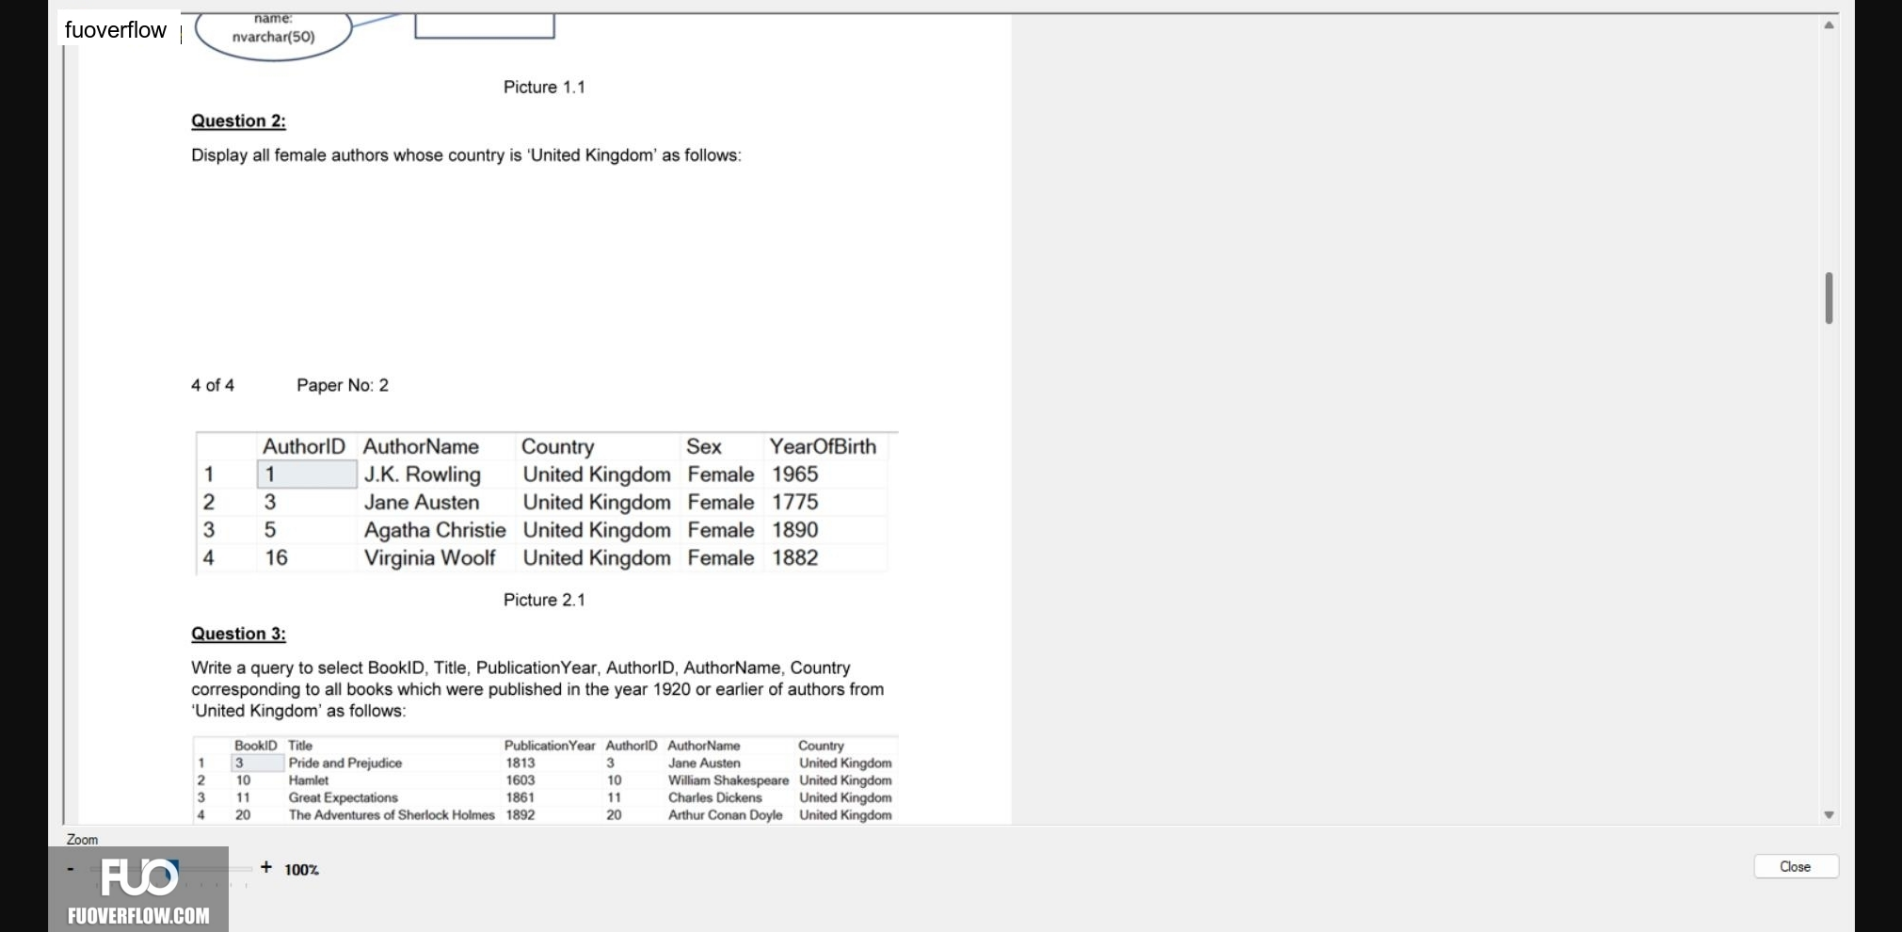 fuoverflow
name:
nvarchar(50)
Picture 1.1
Question 2:
Display all female authors whose country is 'United Kingdom' as follows:
4 of 4 Paper No: 2
AuthorID AuthorName Country Sex YearOfBirth
1 1 J.K. Rowling United Kingdom Female 1965
2 3 Jane Austen United Kingdom Female 1775
3 5 Agatha Christie United Kingdom Female 1890
4 16 Virginia Woolf United Kingdom Female 1882
Picture 2.1
Question 3:
Write a query to select BookID, Title, PublicationYear, AuthorID, AuthorName, Country
corresponding to all books which were published in the year 1920 or earlier of authors from
'United Kingdom' as follows:
BookID Title PublicationYear AuthorID AuthorName Country
1 3 Pride and Prejudice 1813 3 Jane Austen United Kingdom
2 10 Hamlet 1603 10 William Shakespeare United Kingdom
3 11 Great Expectations 1861 11 Charles Dickens United Kingdom
4 20 The Adventures of Sherlock Holmes 1892 20 Arthur Conan Doyle United Kingdom
Zoom
- + 100%
Close
FUO
FUOVERFLOW.COM